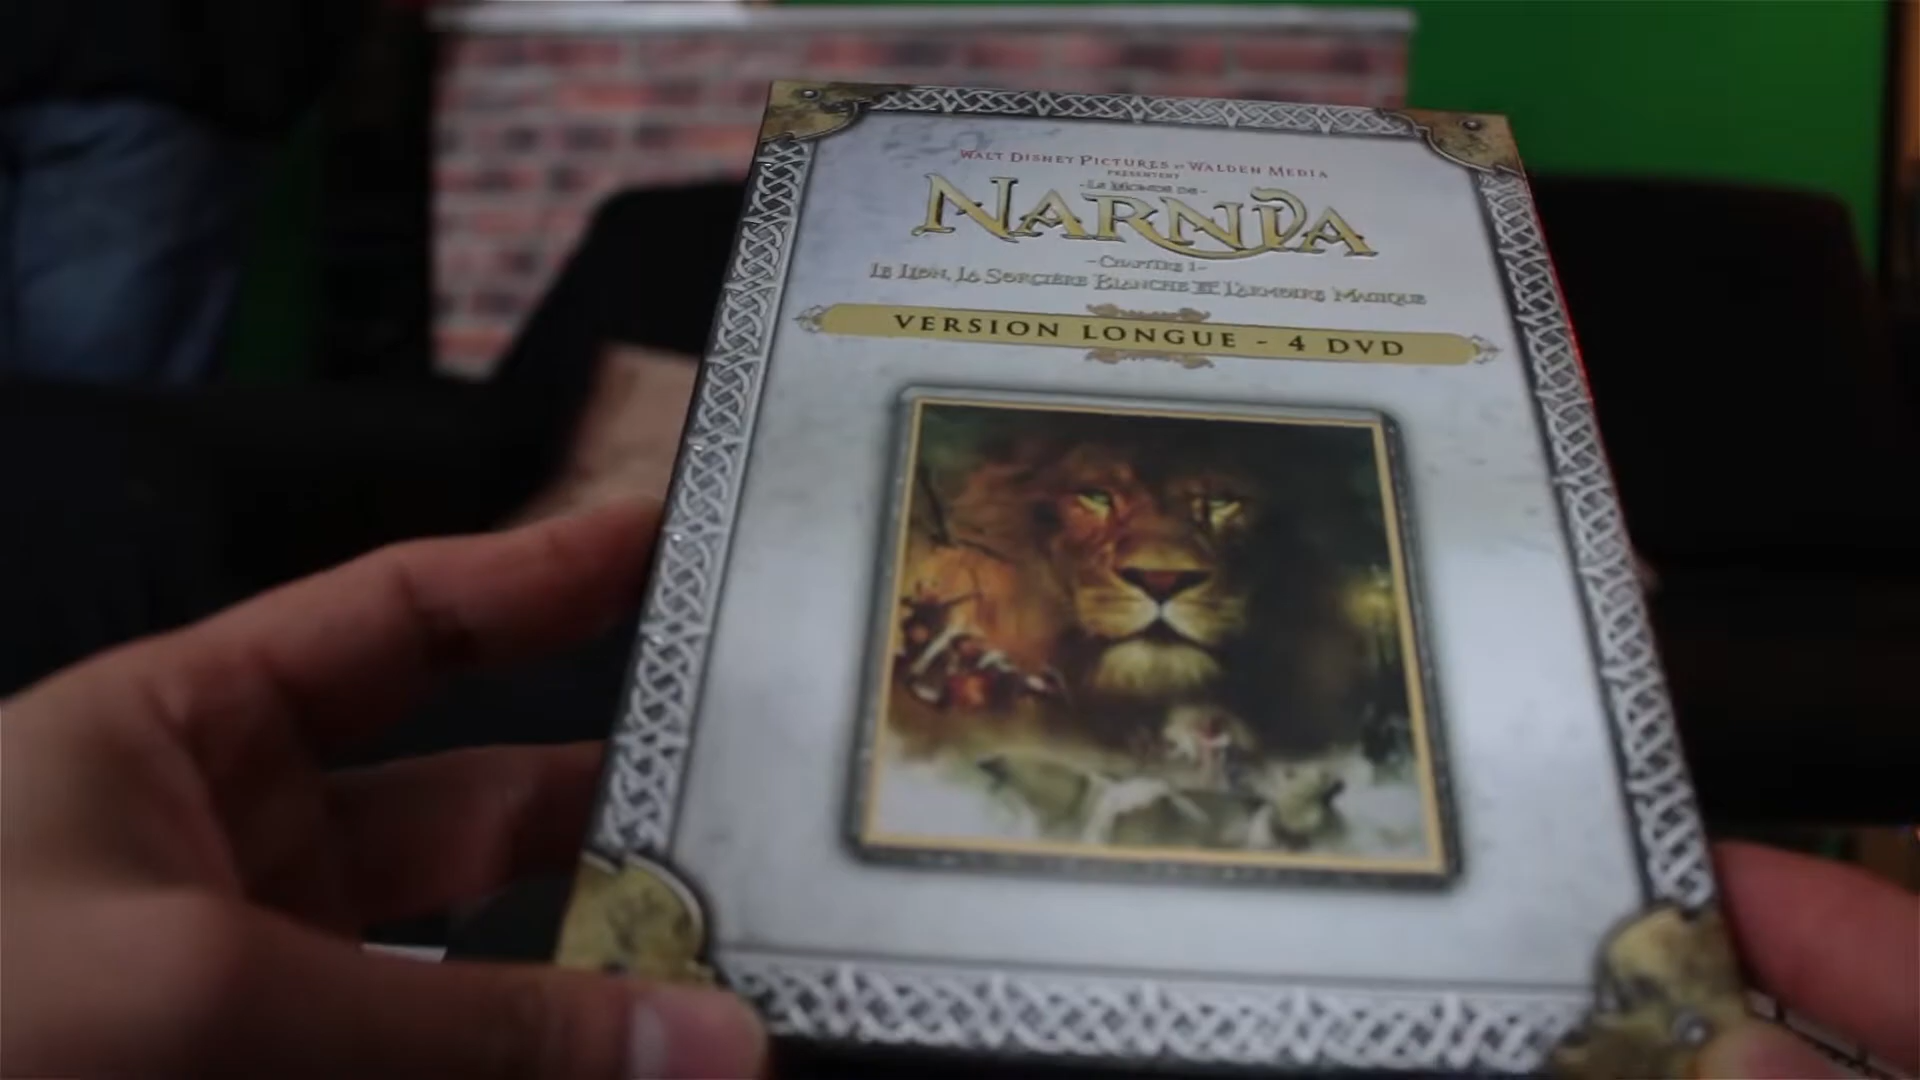 WALT DISNEY PICTURES ET WALDEN MEDIA
PRÉSENTENT
-LE MONDE DE-
NARNIA
-CHAPITRE 1-
LE LION, LA SORCIÈRE BLANCHE ET L'ARMOIRE MAGIQUE
VERSION LONGUE - 4 DVD